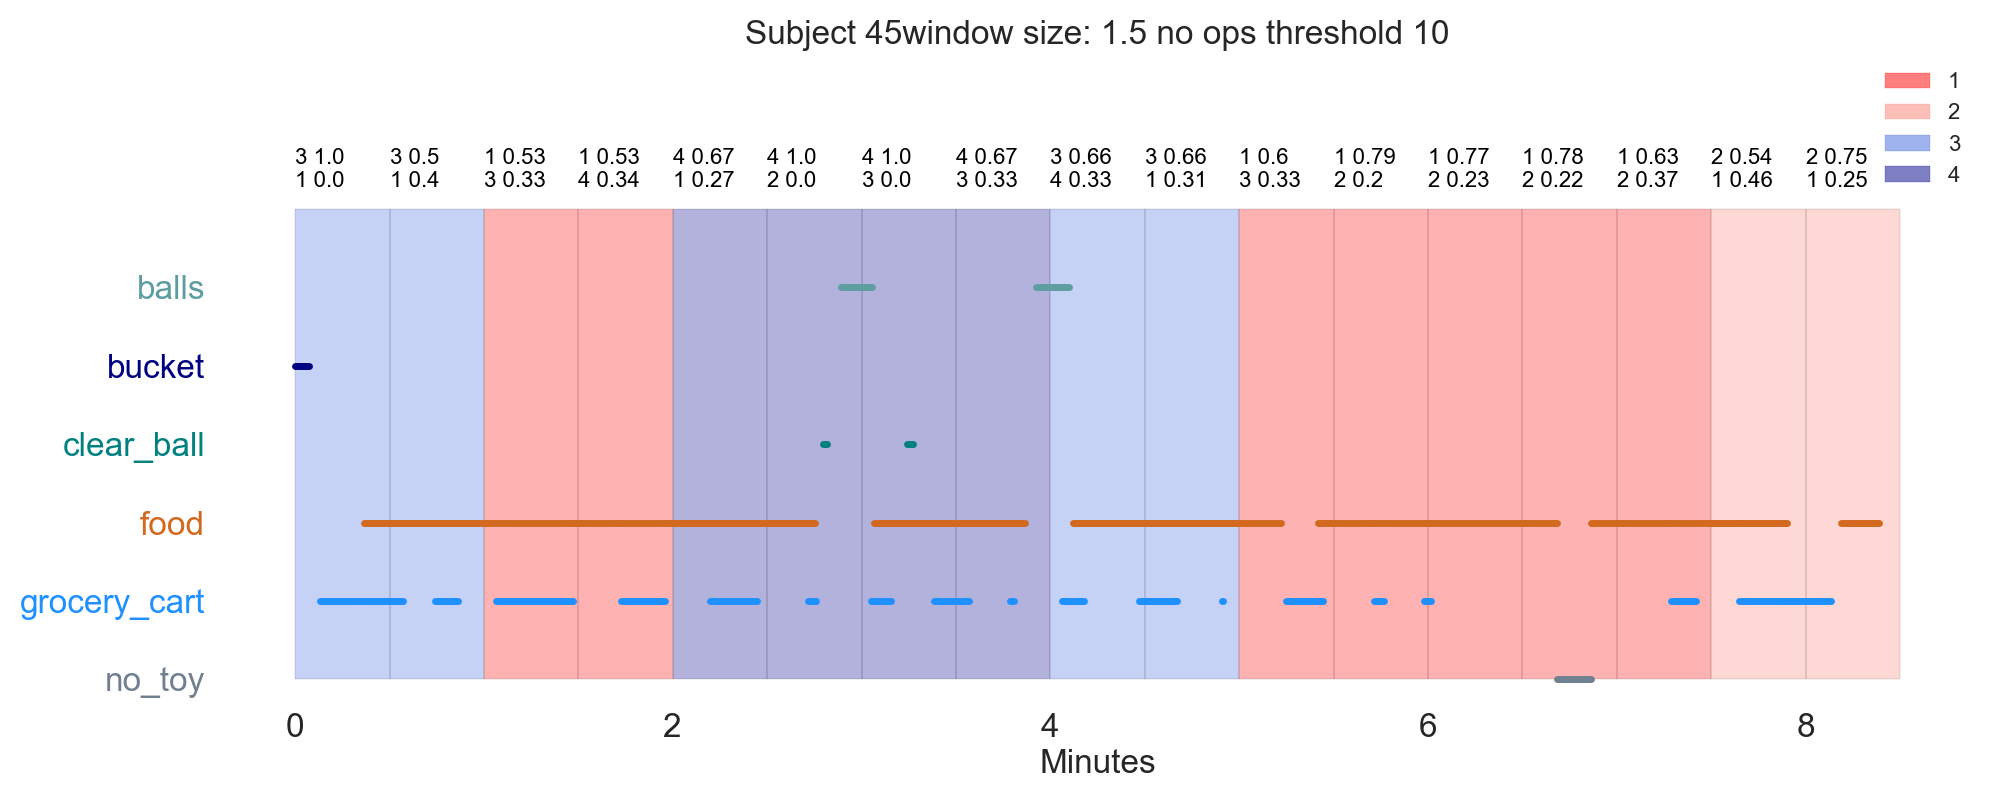 Subject 45window size: 1.5 no ops threshold 10
1
2
3
4
3 1.0 3 0.5 1 0.53 1 0.53 4 0.67 4 1.0 4 1.0 4 0.67 3 0.66 3 0.66 1 0.6 1 0.79 1 0.77 1 0.78 1 0.63 2 0.54 2 0.75
1 0.0 1 0.4 3 0.33 4 0.34 1 0.27 2 0.0 3 0.0 3 0.33 4 0.33 1 0.31 3 0.33 2 0.2 2 0.23 2 0.22 2 0.37 1 0.46 1 0.25
balls
bucket
clear_ball
food
grocery_cart
no_toy
0 2 4 6 8
Minutes